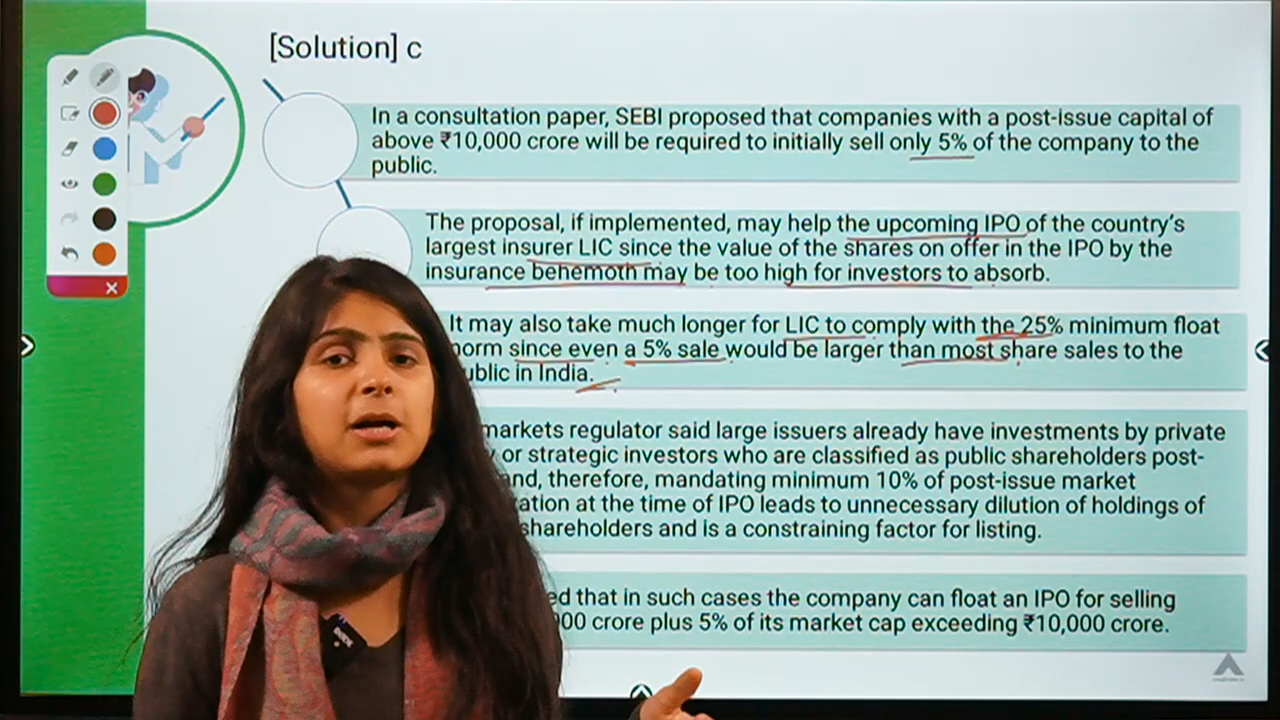 [Solution] c
In a consultation paper, SEBI proposed that companies with a post-issue capital of
above ₹10,000 crore will be required to initially sell only 5% of the company to the
public.
The proposal, if implemented, may help the upcoming IPO of the country's
largest insurer LIC since the value of the shares on offer in the IPO by the
insurance behemoth may be too high for investors to absorb.
It may also take much longer for LIC to comply with the 25% minimum float
since even a 5% sale would be larger than most share sales to the
in India.
markets regulator said large issuers already have investments by private
or strategic investors who are classified as public shareholders post-
therefore, mandating minimum 10% of post-issue market
at the time of IPO leads to unnecessary dilution of holdings of
shareholders and is a constraining factor for listing.
that in such cases the company can float an IPO for selling
crore plus 5% of its market cap exceeding ₹10,000 crore.